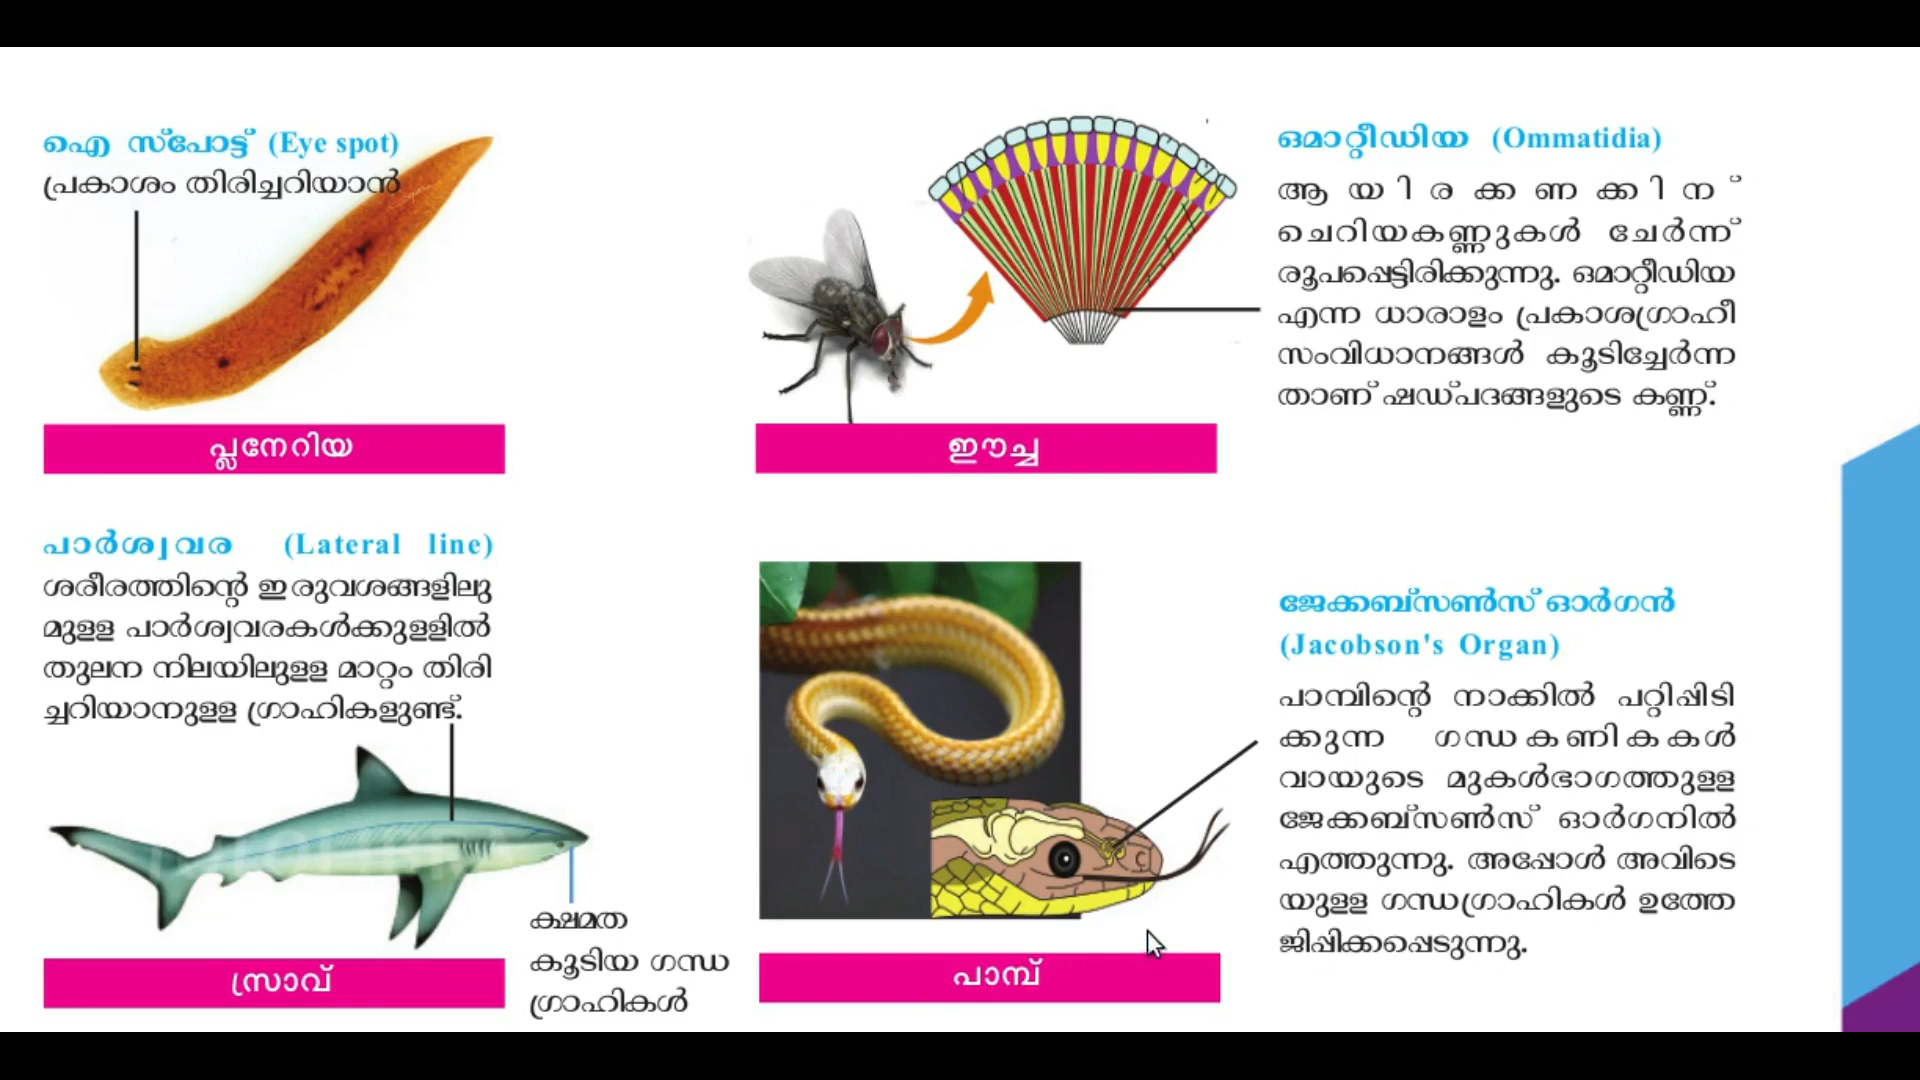 ഐ സ്പോട്ട് (Eye spot)
പ്രകാശം തിരിച്ചറിയാൻ
പ്ലനേറിയ
ഒമാറ്റീഡിയ (Ommatidia)
ആയിരക്കണക്കിന്
ചെറിയകണ്ണുകൾ ചേർന്ന്
രൂപപ്പെട്ടിരിക്കുന്നു. ഒമാറ്റീഡിയ
എന്ന ധാരാളം പ്രകാശഗ്രാഹീ
സംവിധാനങ്ങൾ കൂടിച്ചേർന്ന
താണ് ഷഡ്പദങ്ങളുടെ കണ്ണ്.
ഈച്ച
പാർശ്വവര (Lateral line)
ശരീരത്തിന്റെ ഇരുവശങ്ങളിലു
മുള്ള പാർശ്വവരകൾക്കുള്ളിൽ
തുലന നിലയിലുള്ള മാറ്റം തിരി
ച്ചറിയാനുള്ള ഗ്രാഹികളുണ്ട്.
ക്ഷമത
കൂടിയ ഗന്ധ
ഗ്രാഹികൾ
സ്രാവ്
ജേക്കബ്സൺസ് ഓർഗൻ
(Jacobson's Organ)
പാമ്പിന്റെ നാക്കിൽ പറ്റിപ്പിടി
ക്കുന്ന ഗന്ധകണികകൾ
വായുടെ മുകൾഭാഗത്തുള്ള
ജേക്കബ്സൺസ് ഓർഗനിൽ
എത്തുന്നു. അപ്പോൾ അവിടെ
യുള്ള ഗന്ധഗ്രാഹികൾ ഉത്തേ
ജിപ്പിക്കപ്പെടുന്നു.
പാമ്പ്